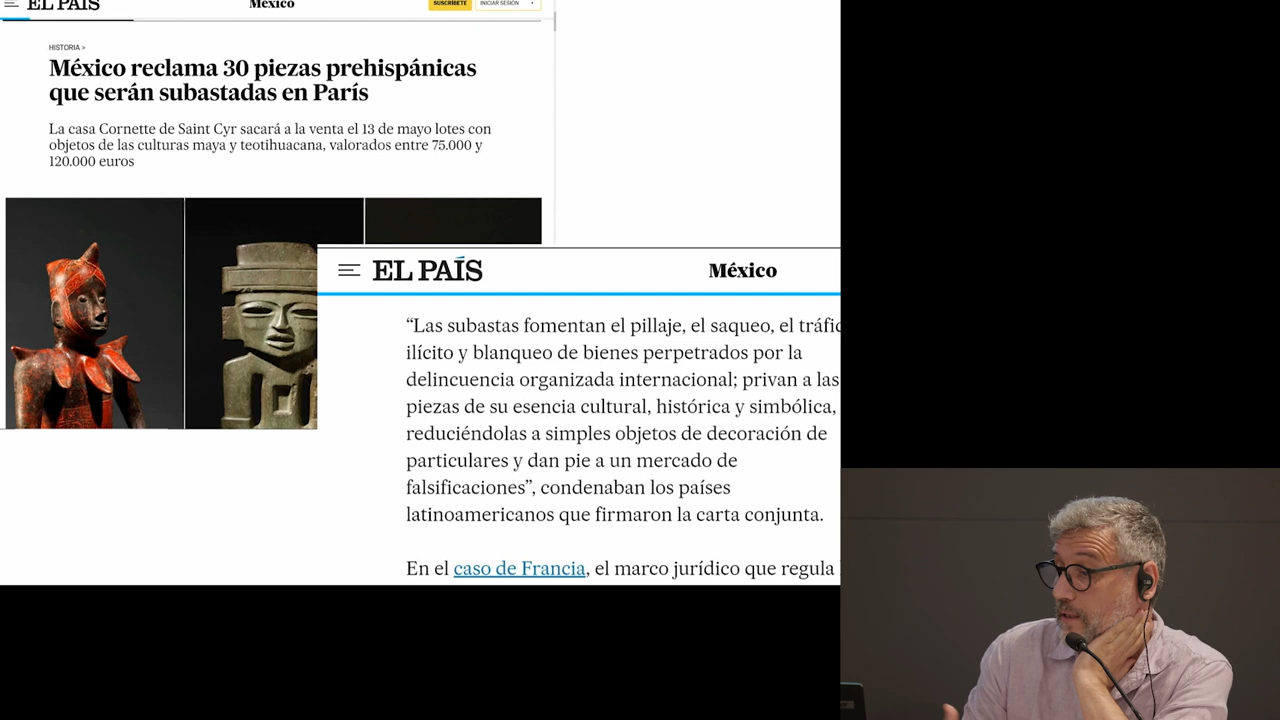 EL PAÍS
México
SUSCRÍBETE
INICIAR SESIÓN
HISTORIA >
México reclama 30 piezas prehispánicas
que serán subastadas en París
La casa Cornette de Saint Cyr sacará a la venta el 13 de mayo lotes con
objetos de las culturas maya y teotihuacana, valorados entre 75.000 y
120.000 euros
EL PAÍS
México
“Las subastas fomentan el pillaje, el saqueo, el tráfic
ilícito y blanqueo de bienes perpetrados por la
delincuencia organizada internacional; privan a las
piezas de su esencia cultural, histórica y simbólica,
reduciéndolas a simples objetos de decoración de
particulares y dan pie a un mercado de
falsificaciones”, condenaban los países
latinoamericanos que firmaron la carta conjunta.
En el caso de Francia, el marco jurídico que regula